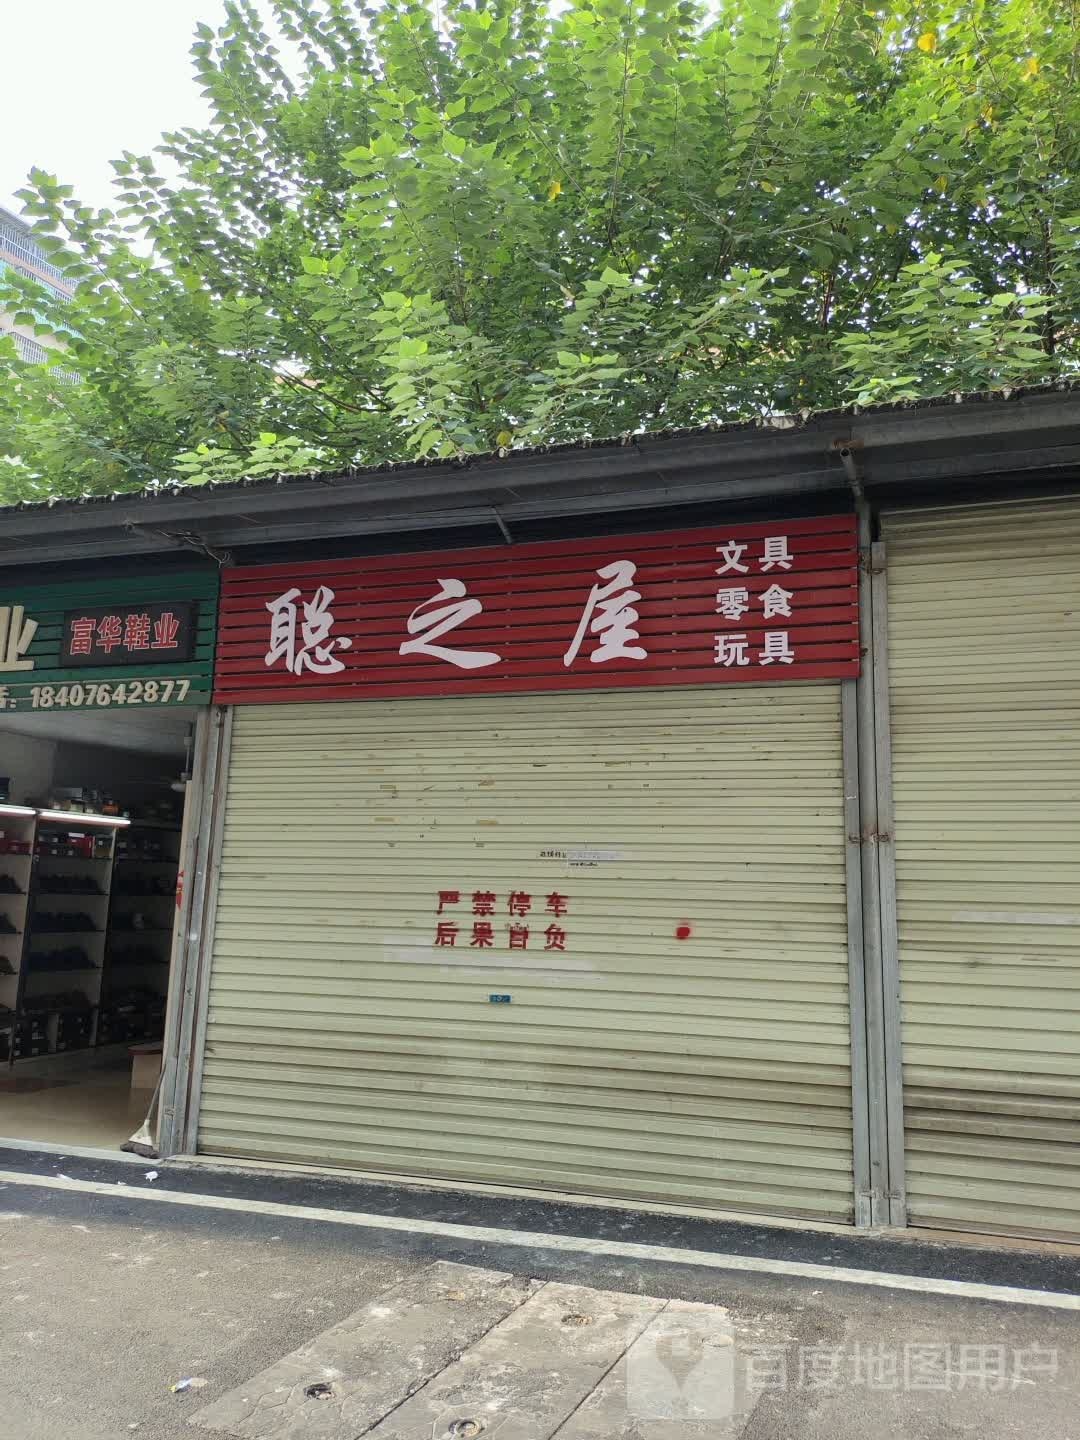 聪之屋
文具
零食
玩具
业
富华鞋业
18407642877
严禁停车
后果自负
百度地图用户